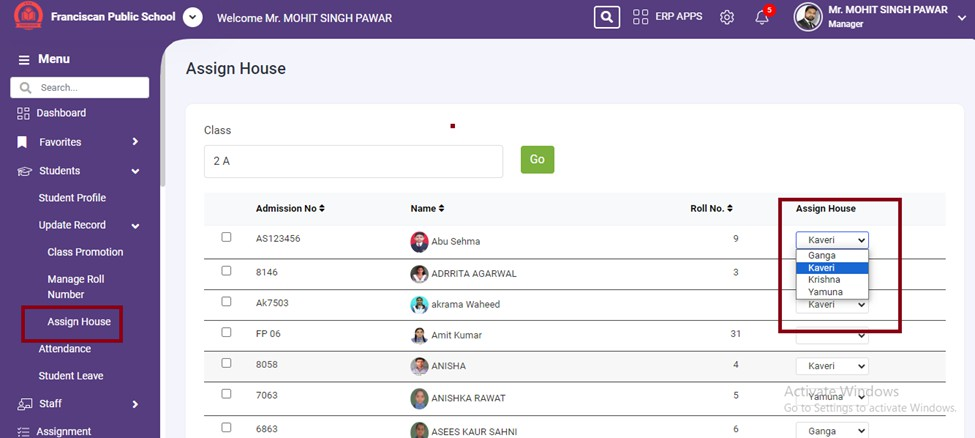 Franciscan Public School
Welcome Mr. MOHIT SINGH PAWAR
ERP APPS
5
Mr. MOHIT SINGH PAWAR
Manager
Menu
Search...
Dashboard
Favorites
Students
Student Profile
Update Record
Class Promotion
Manage Roll
Number
Assign House
Attendance
Student Leave
Staff
Assignment
Assign House
Class
2 A
Go
Admission No Name Roll No. Assign House
AS123456 Abu Sehma 9 Kaveri
Ganga
Kaveri
Krishna
Yamuna
8146 ADRRITA AGARWAL 3
Ak7503 akrama Waheed Kaveri
FP 06 Amit Kumar 31
8058 ANISHA 4 Kaveri
7063 ANISHKA RAWAT 5 Yamuna
6863 ASEES KAUR SAHNI 6 Ganga
Activate Windows
Go to Settings to activate Windows.